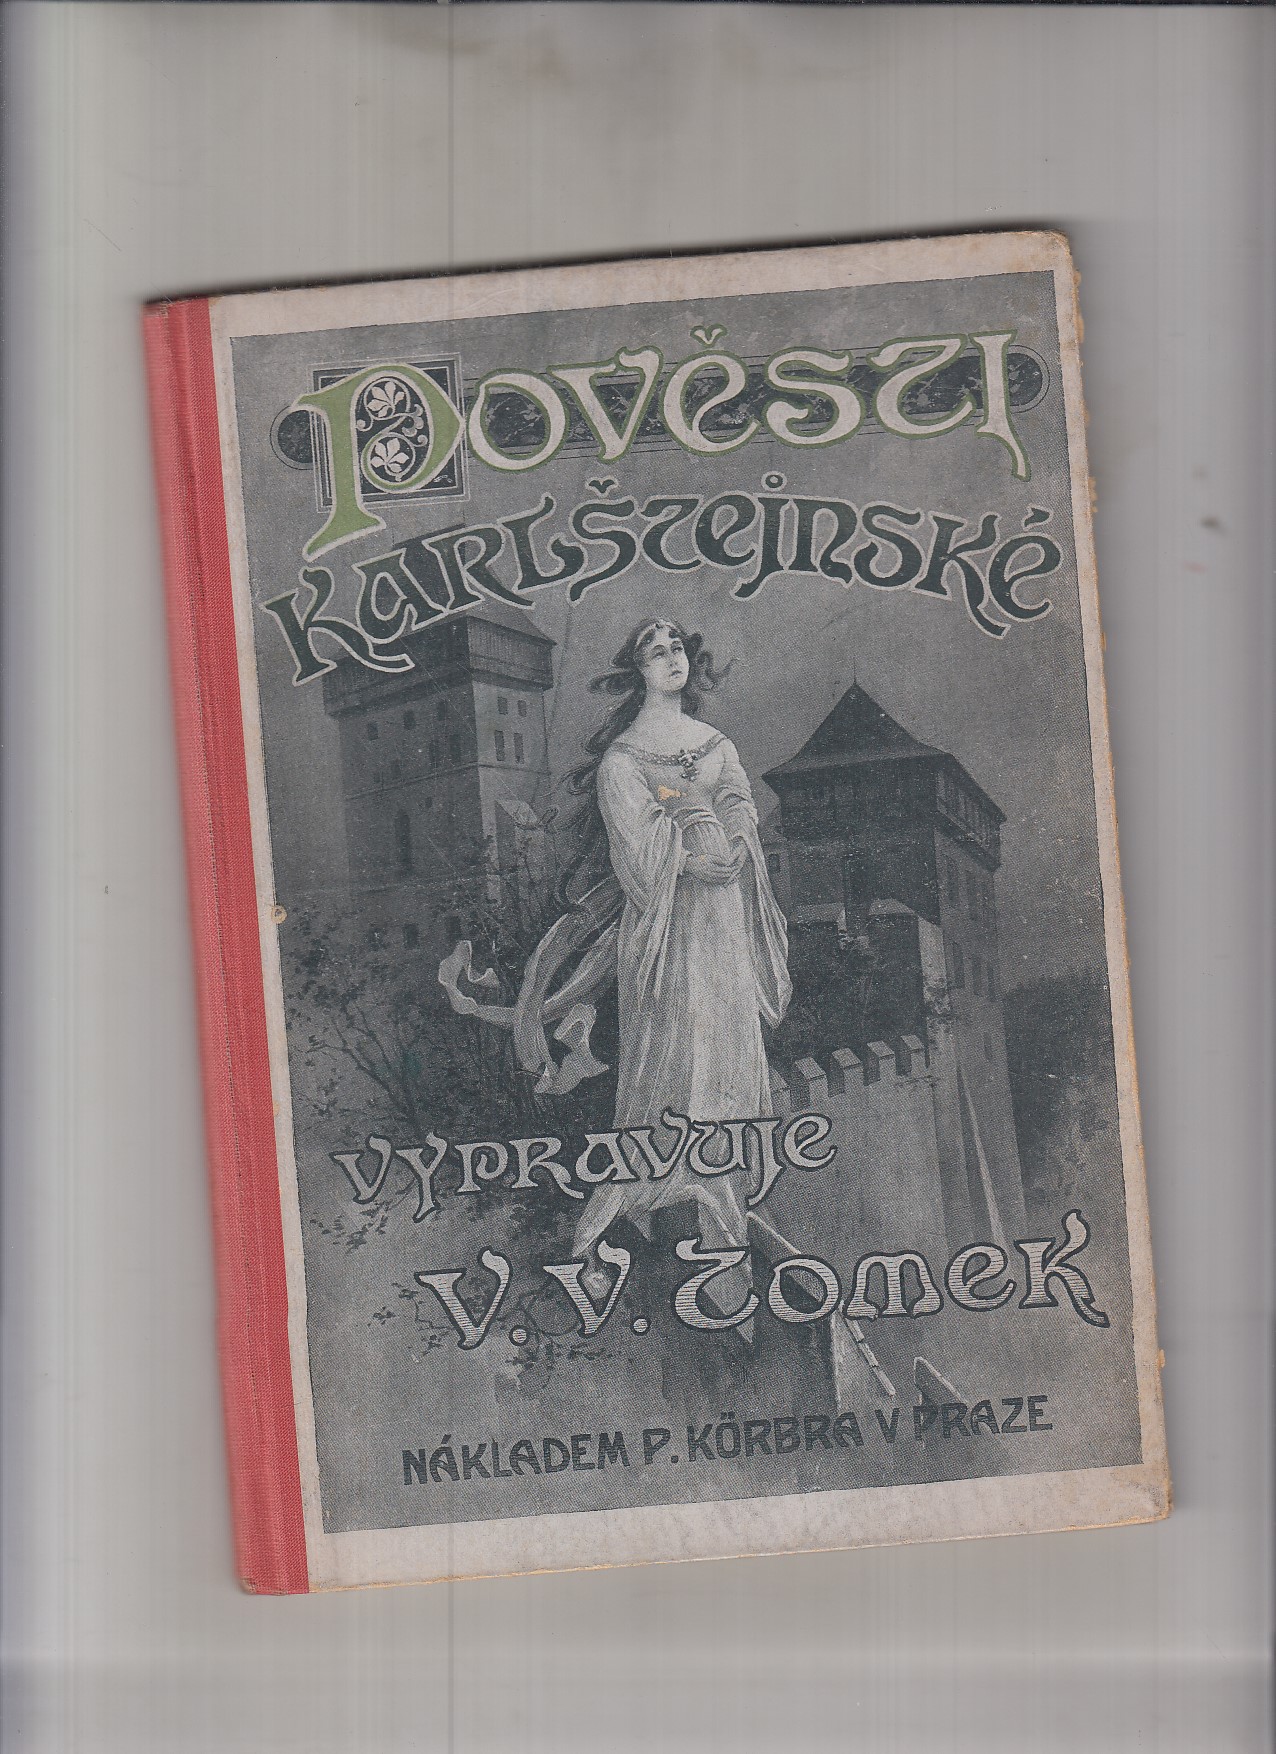 Pověsti
Karlštejnské
vypravuje
V. V. Tomek
NÁKLADEM P. KÖRBRA V PRAZE